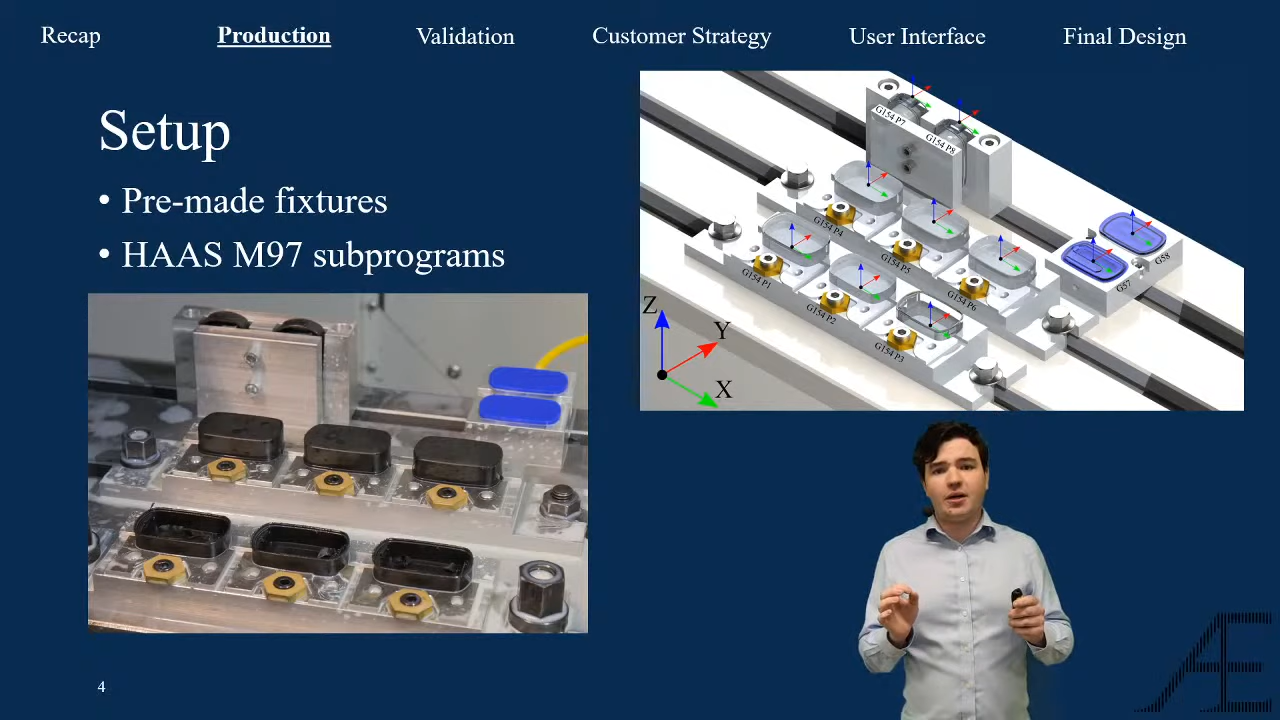 Recap
Production
Validation
Customer Strategy
User Interface
Final Design
Setup
• Pre-made fixtures
• HAAS M97 subprograms
G154 P7
G154 P8
G154 P4
G154 P5
G154 P6
G154 P1
G154 P2
G154 P3
G58
G57
Z
Y
X
4
Æ